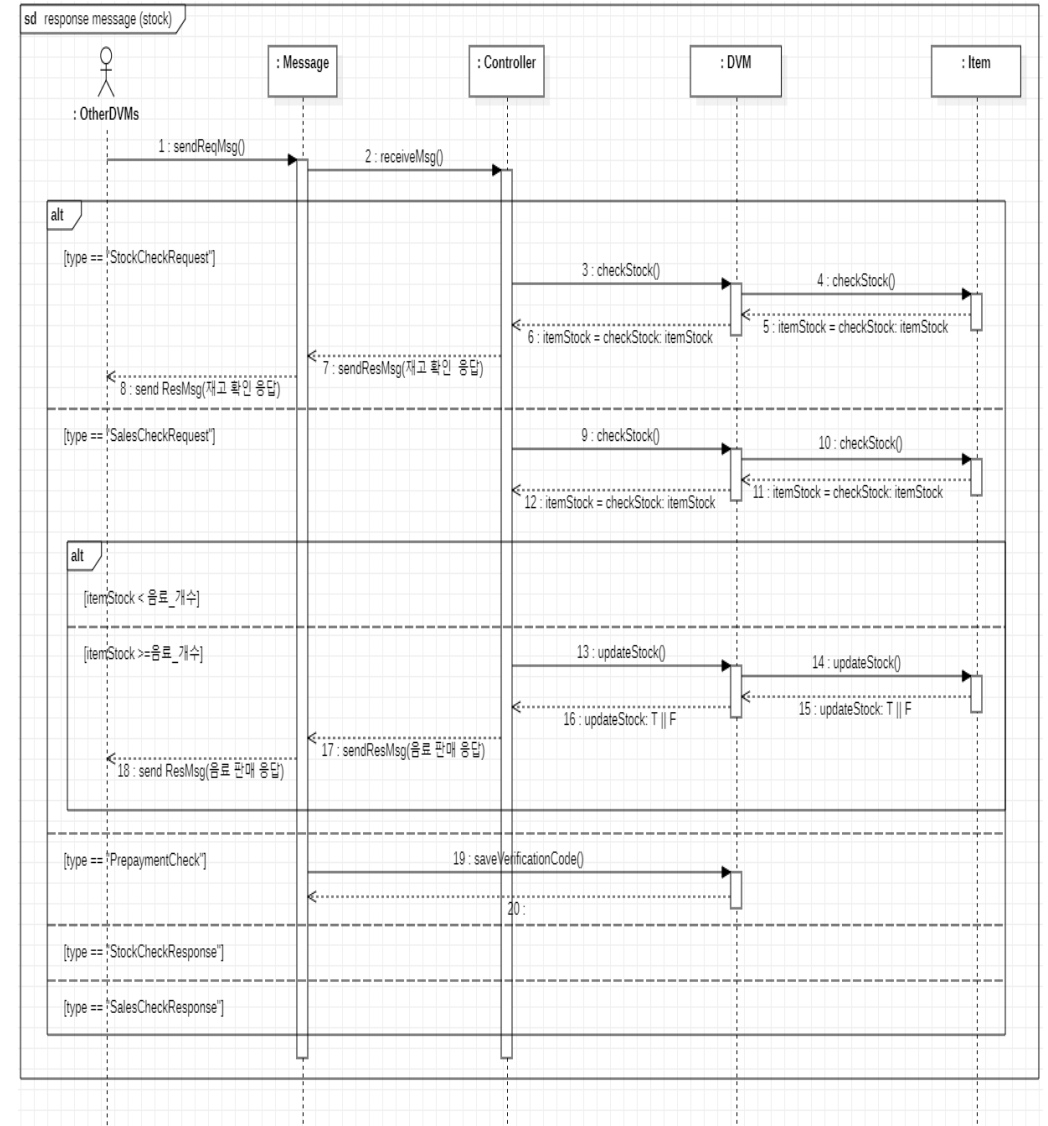 sd response message (stock)
: OtherDVMs
: Message
: Controller
: DVM
: Item
1 : sendReqMsg()
2 : receiveMsg()
alt
[type == "StockCheckRequest"]
3 : checkStock()
4 : checkStock()
5 : itemStock = checkStock: itemStock
6 : itemStock = checkStock: itemStock
7 : sendResMsg(재고 확인 응답)
8 : send ResMsg(재고 확인 응답)
[type == "SalesCheckRequest"]
9 : checkStock()
10 : checkStock()
11 : itemStock = checkStock: itemStock
12 : itemStock = checkStock: itemStock
alt
[itemStock < 음료_개수]
[itemStock >=음료_개수]
13 : updateStock()
14 : updateStock()
15 : updateStock: T || F
16 : updateStock: T || F
17 : sendResMsg(음료 판매 응답)
18 : send ResMsg(음료 판매 응답)
[type == "PrepaymentCheck"]
19 : saveVerificationCode()
20 :
[type == "StockCheckResponse"]
[type == "SalesCheckResponse"]